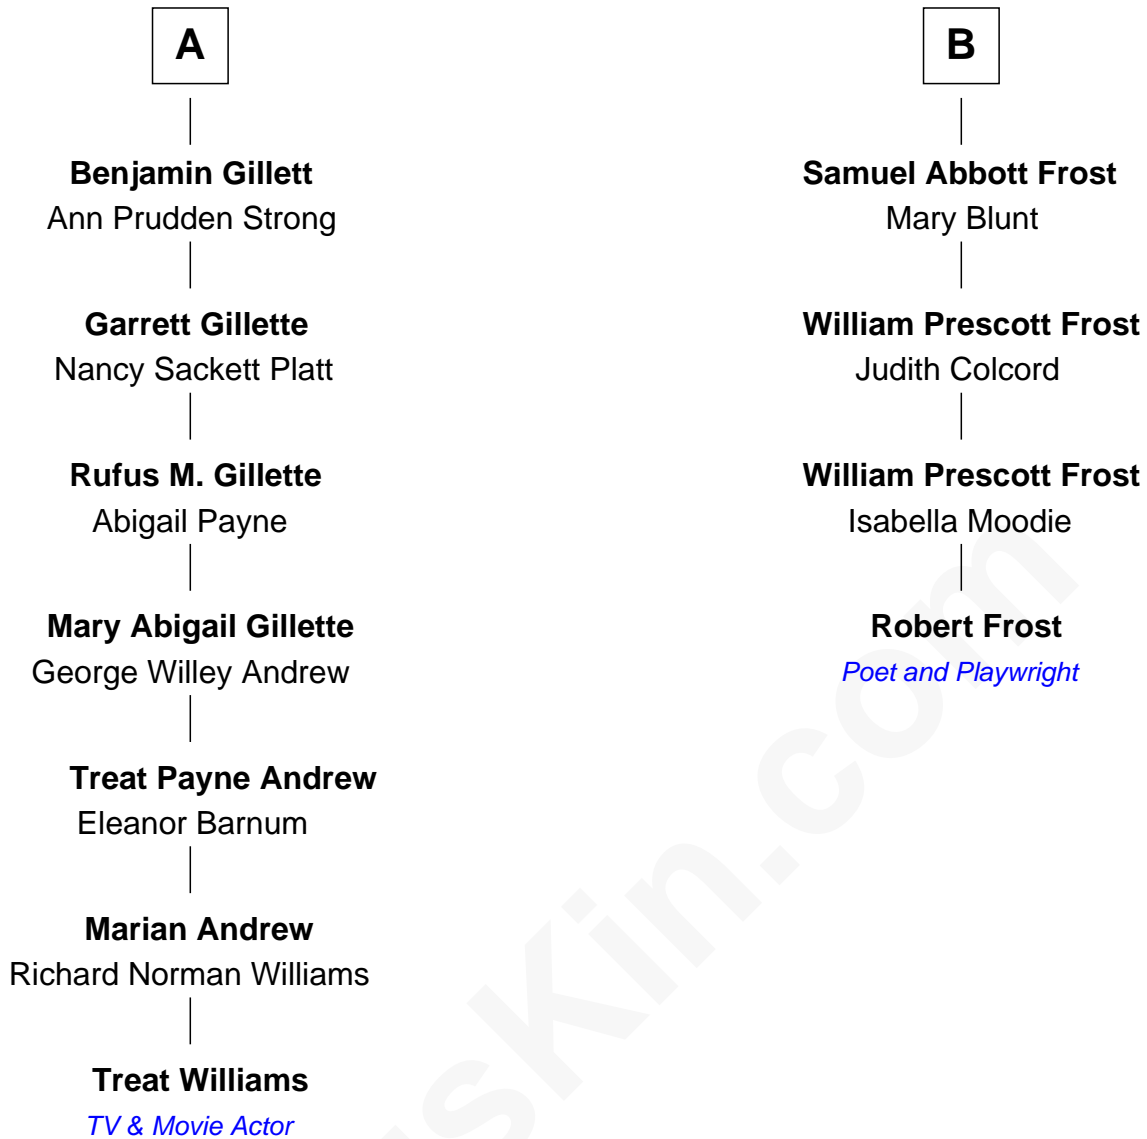 A
Benjamin Gillett
Ann Prudden Strong
Garrett Gillette
Nancy Sackett Platt
Rufus M. Gillette
Abigail Payne
Mary Abigail Gillette
George Willey Andrew
Treat Payne Andrew
Eleanor Barnum
Marian Andrew
Richard Norman Williams
Treat Williams
TV & Movie Actor
B
Samuel Abbott Frost
Mary Blunt
William Prescott Frost
Judith Colcord
William Prescott Frost
Isabella Moodie
Robert Frost
Poet and Playwright